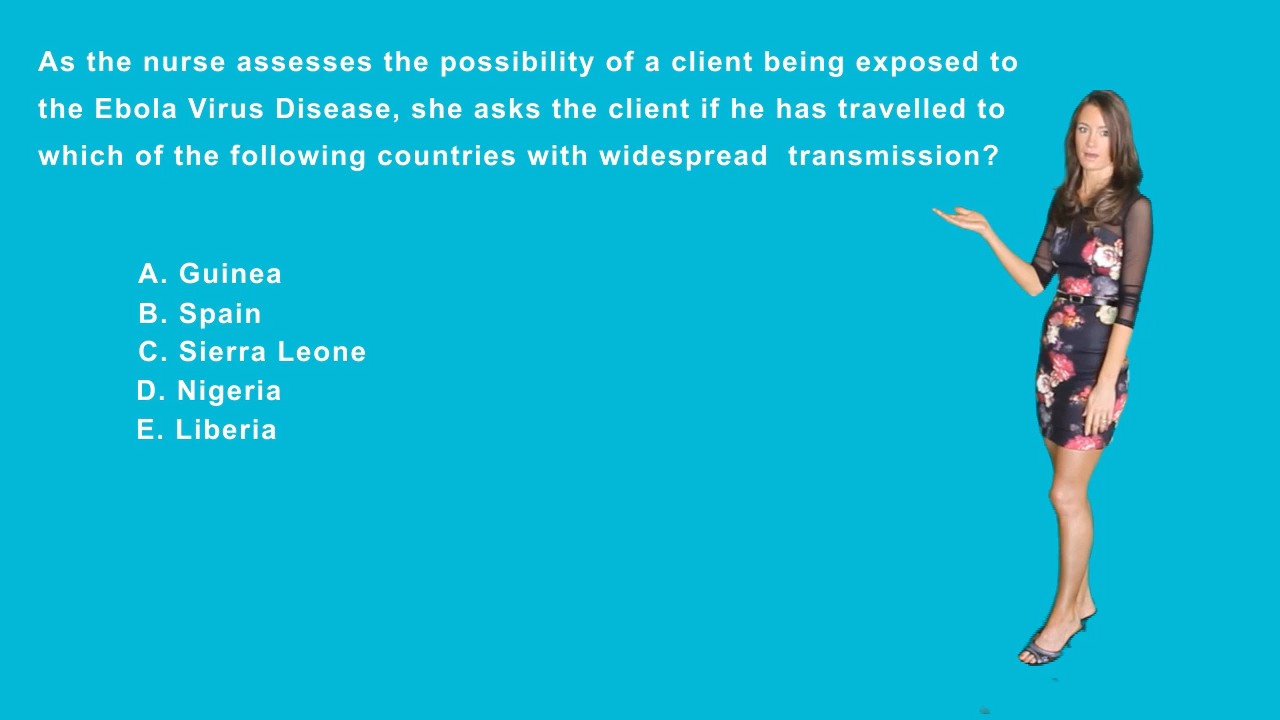 As the nurse assesses the possibility of a client being exposed to
the Ebola Virus Disease, she asks the client if he has travelled to
which of the following countries with widespread  transmission?
A. Guinea
B. Spain
C. Sierra Leone
D. Nigeria
E. Liberia